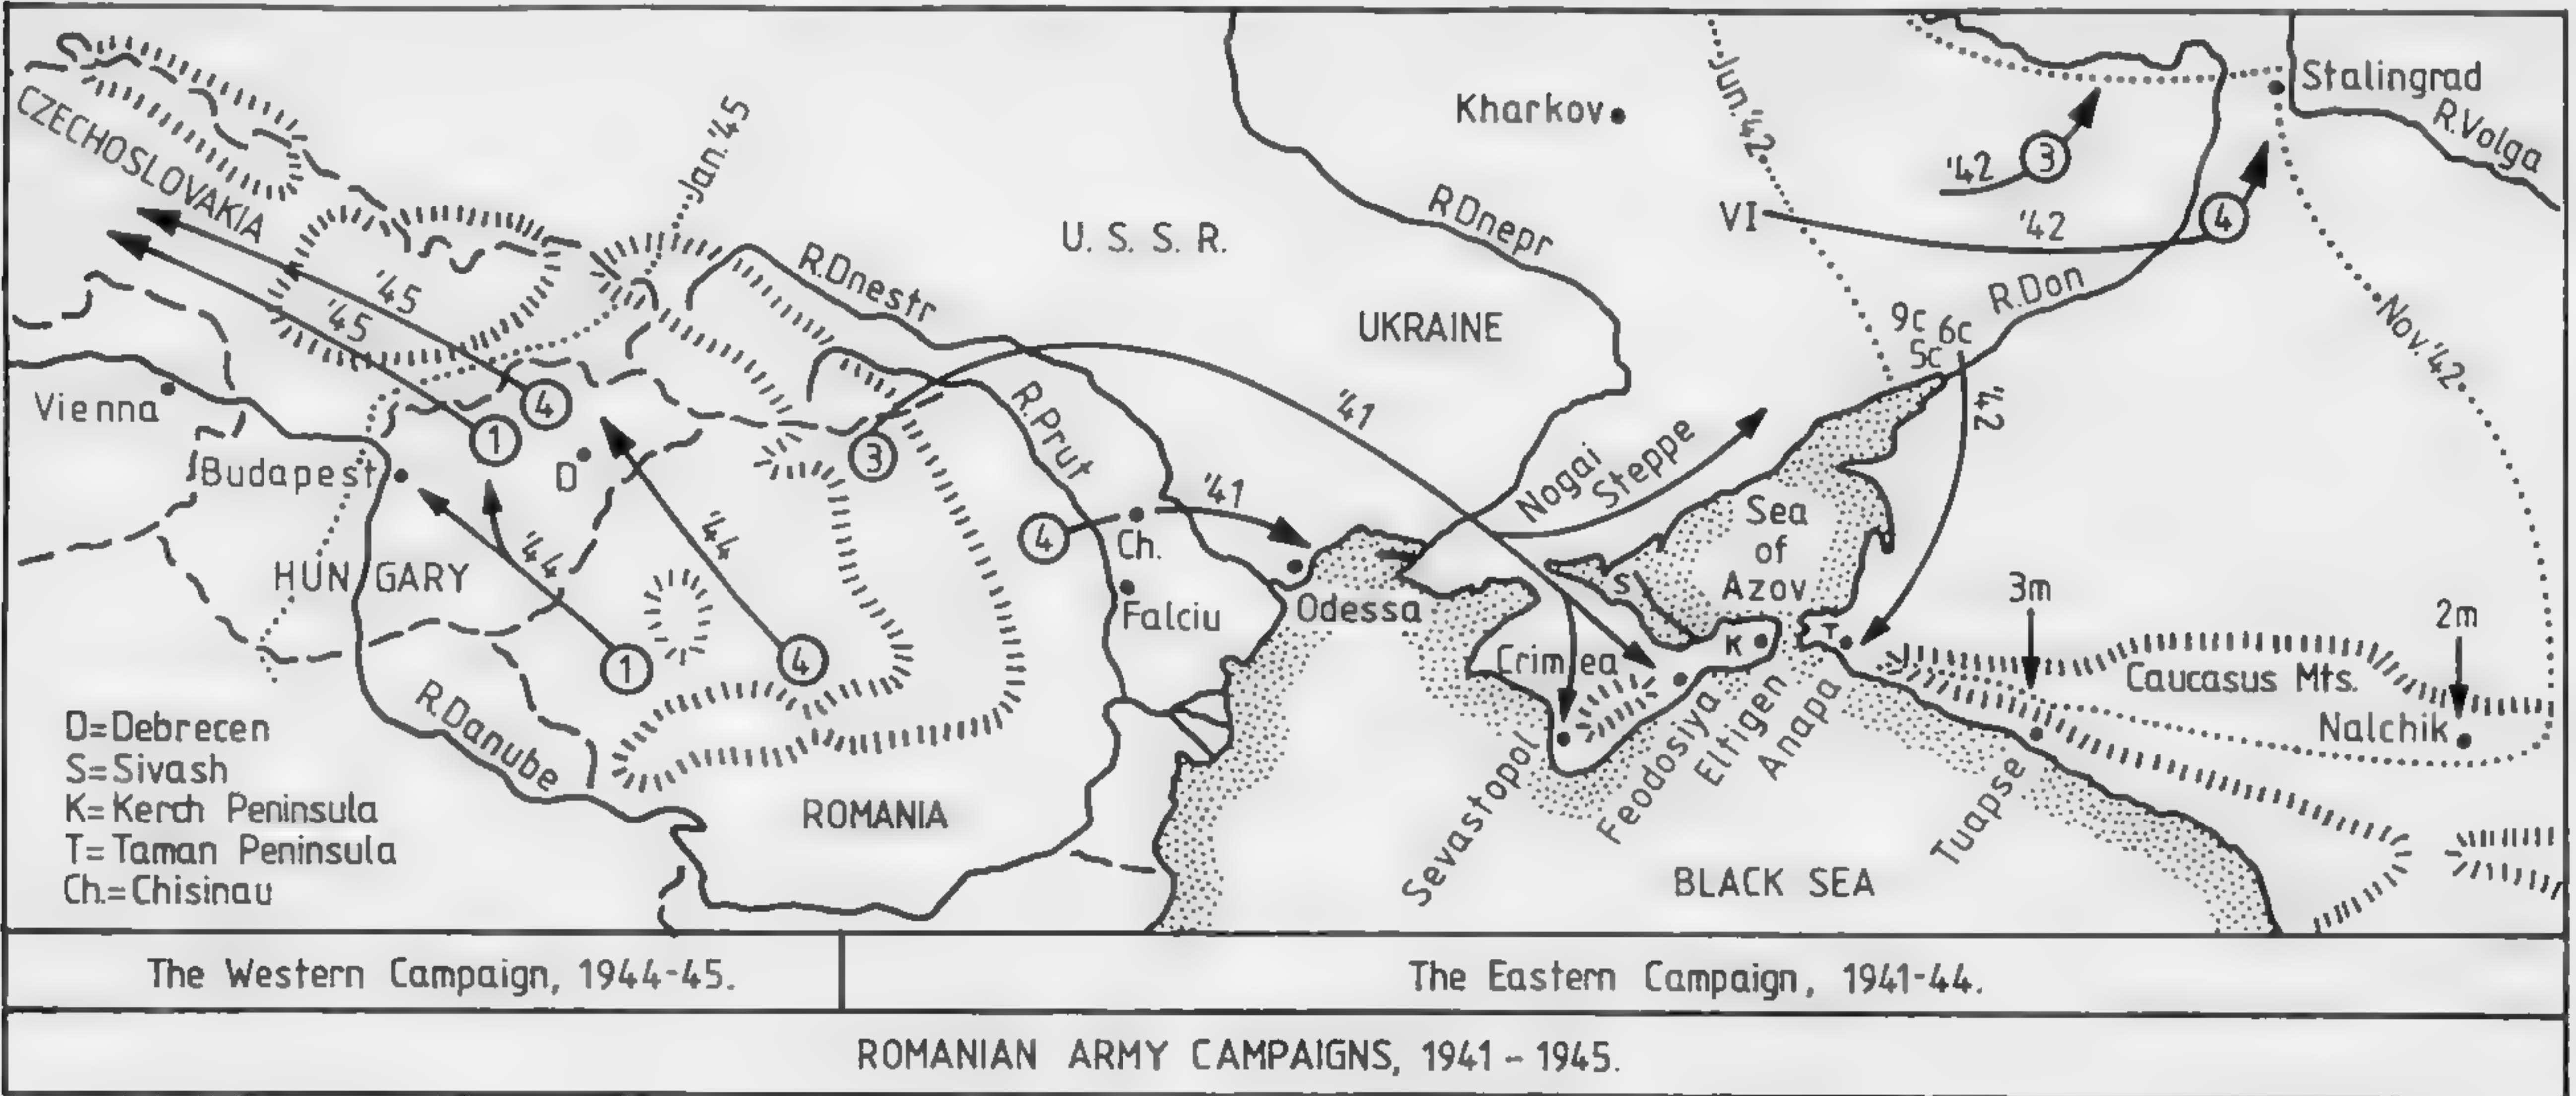 CZECHOSLOVAKIA
Jan.'45
R.Dnestr
U. S. S. R.
Kharkov
R.Dnepr
UKRAINE
Jun.'42
'42
3
VI
'42
4
Stalingrad
R.Volga
R.Don
9c
6c
5c
'42
Nov.'42
'45
'45
4
1
Vienna
Budapest
D
3
R.Prut
'41
4
Ch.
'41
Falciu
Odessa
Nogai
Steppe
Sea
of
Azov
S
K
T
Crimea
Sevastopol
Feodosiya
Eltigen
Anapa
Tuapse
3m
2m
Caucasus Mts.
Nalchik
HUNGARY
'44
'44
1
4
R.Danube
ROMANIA
BLACK SEA
D=Debrecen
S=Sivash
K=Kerch Peninsula
T=Taman Peninsula
Ch.=Chisinau
The Western Campaign, 1944-45.
The Eastern Campaign, 1941-44.
ROMANIAN ARMY CAMPAIGNS, 1941-1945.